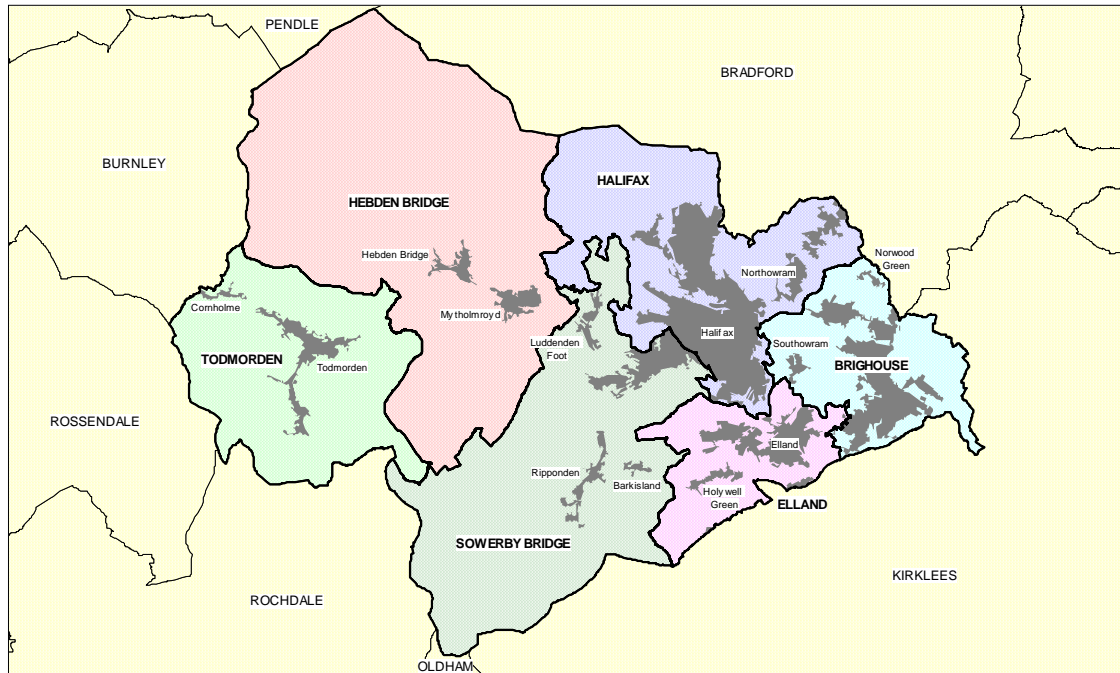 PENDLE
BRADFORD
BURNLEY
HALIFAX
HEBDEN BRIDGE
Hebden Bridge
Norwood
Green
Northowram
Cornholme
Mytholmroyd
Halifax
Luddenden
Foot
Southowram
TODMORDEN
Todmorden
BRIGHOUSE
ROSSENDALE
Elland
Ripponden
Barkisland
Holywell
Green
ELLAND
SOWERBY BRIDGE
KIRKLEES
ROCHDALE
OLDHAM